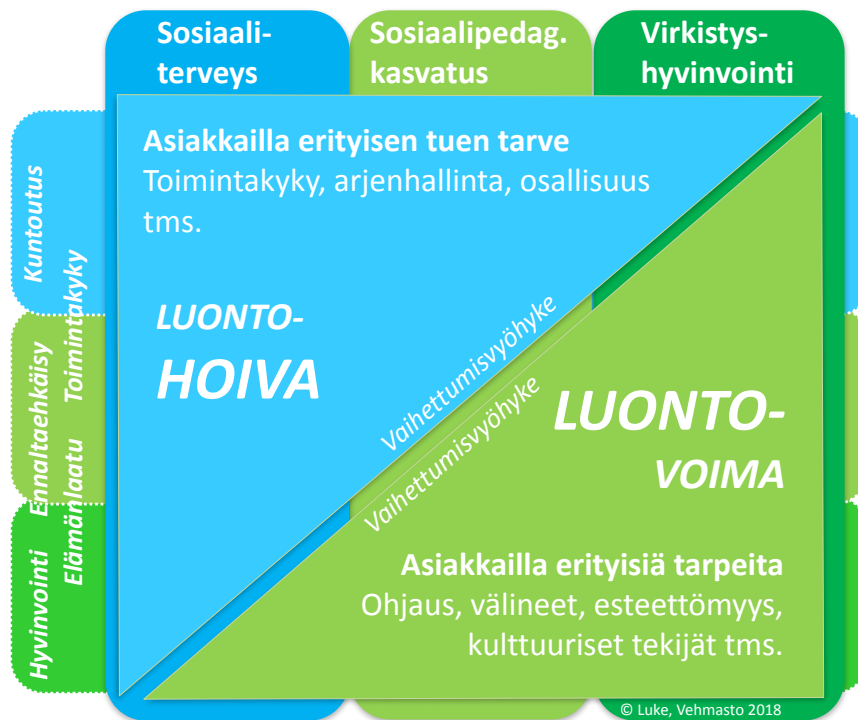 Sosiaali-
terveys
Sosiaalipedag.
kasvatus
Virkistys-
hyvinvointi
Asiakkailla erityisen tuen tarve
Toimintakyky, arjenhallinta, osallisuus
tms.
Kuntoutus
Toimintakyky
Ennaltaehkäisy
Elämänlaatu
Hyvinvointi
LUONTO-
HOIVA
Vaihettumisvyöhyke
Vaihettumisvyöhyke
LUONTO-
VOIMA
Asiakkailla erityisiä tarpeita
Ohjaus, välineet, esteettömyys,
kulttuuriset tekijät tms.
© Luke, Vehmasto 2018